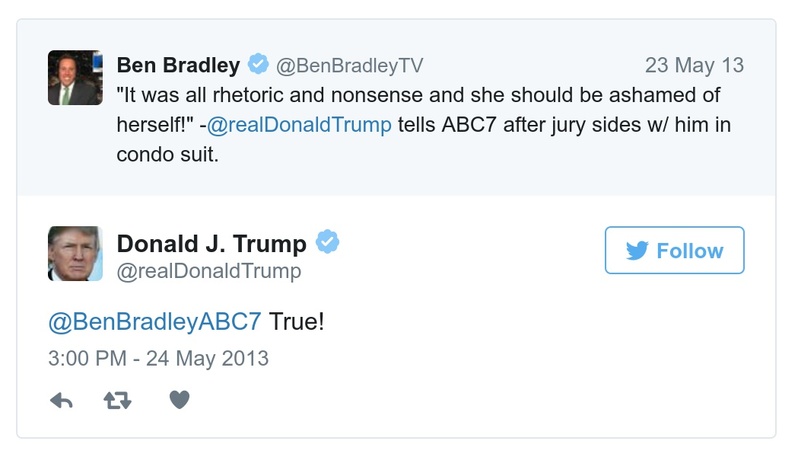 Ben Bradley @BenBradleyTV 23 May 13
"It was all rhetoric and nonsense and she should be ashamed of
herself!" -@realDonaldTrump tells ABC7 after jury sides w/ him in
condo suit.
Donald J. Trump
@realDonaldTrump
Follow
@BenBradleyABC7 True!
3:00 PM - 24 May 2013